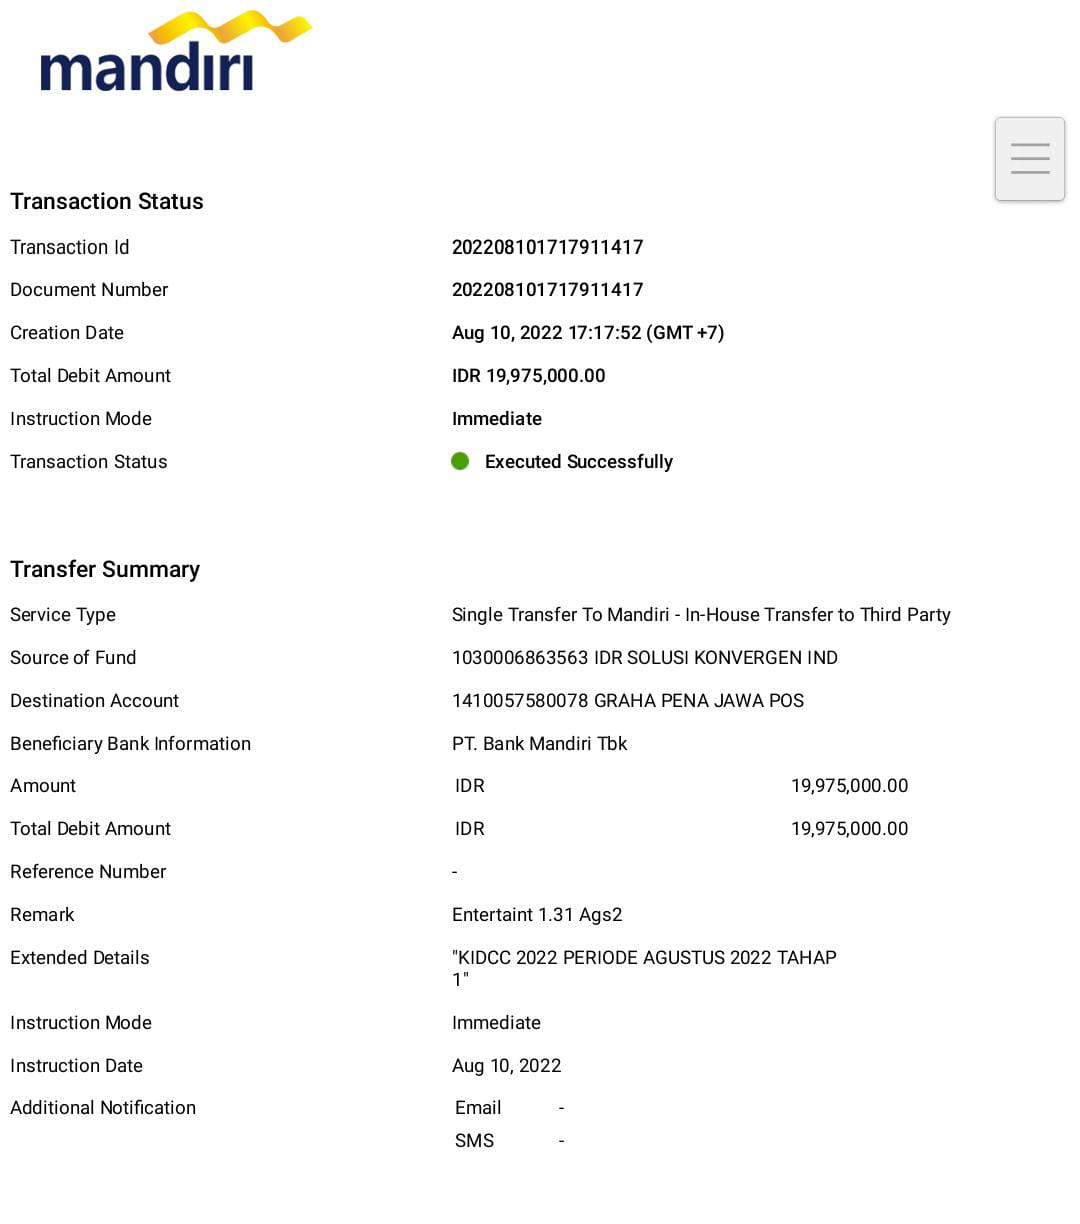 mandiri
Transaction Status
Transaction Id 202208101717911417
Document Number 202208101717911417
Creation Date Aug 10, 2022 17:17:52 (GMT +7)
Total Debit Amount IDR 19,975,000.00
Instruction Mode Immediate
Transaction Status Executed Successfully
Transfer Summary
Service Type Single Transfer To Mandiri - In-House Transfer to Third Party
Source of Fund 1030006863563 IDR SOLUSI KONVERGEN IND
Destination Account 1410057580078 GRAHA PENA JAWA POS
Beneficiary Bank Information PT. Bank Mandiri Tbk
Amount IDR 19,975,000.00
Total Debit Amount IDR 19,975,000.00
Reference Number -
Remark Entertaint 1.31 Ags2
Extended Details "KIDCC 2022 PERIODE AGUSTUS 2022 TAHAP
1"
Instruction Mode Immediate
Instruction Date Aug 10, 2022
Additional Notification Email -
SMS -